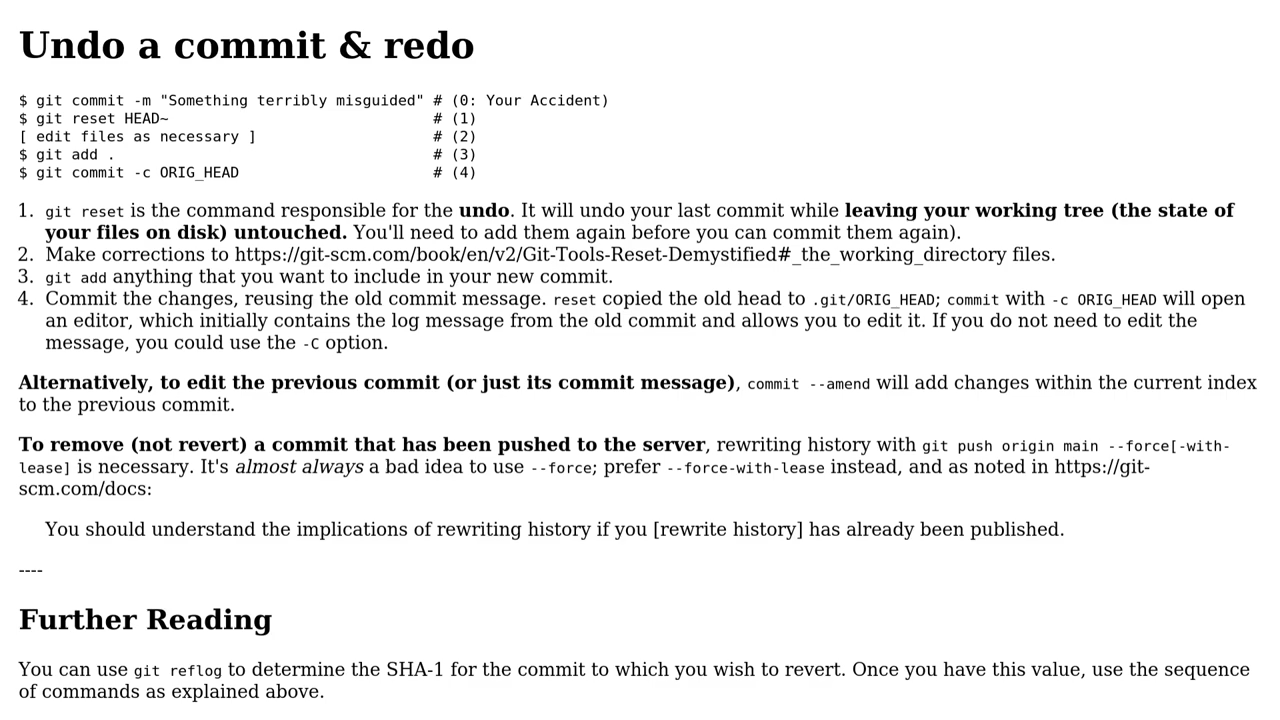 Undo a commit & redo
$ git commit -m "Something terribly misguided" # (0: Your Accident)
$ git reset HEAD~                              # (1)
[ edit files as necessary ]                    # (2)
$ git add .                                    # (3)
$ git commit -c ORIG_HEAD                      # (4)
1. git reset is the command responsible for the undo. It will undo your last commit while leaving your working tree (the state of
your files on disk) untouched. You'll need to add them again before you can commit them again).
2. Make corrections to https://git-scm.com/book/en/v2/Git-Tools-Reset-Demystified#_the_working_directory files.
3. git add anything that you want to include in your new commit.
4. Commit the changes, reusing the old commit message. reset copied the old head to .git/ORIG_HEAD; commit with -c ORIG_HEAD will open
an editor, which initially contains the log message from the old commit and allows you to edit it. If you do not need to edit the
message, you could use the -C option.
Alternatively, to edit the previous commit (or just its commit message), commit --amend will add changes within the current index
to the previous commit.
To remove (not revert) a commit that has been pushed to the server, rewriting history with git push origin main --force[-with-
lease] is necessary. It's almost always a bad idea to use --force; prefer --force-with-lease instead, and as noted in https://git-
scm.com/docs:
You should understand the implications of rewriting history if you [rewrite history] has already been published.
----
Further Reading
You can use git reflog to determine the SHA-1 for the commit to which you wish to revert. Once you have this value, use the sequence
of commands as explained above.